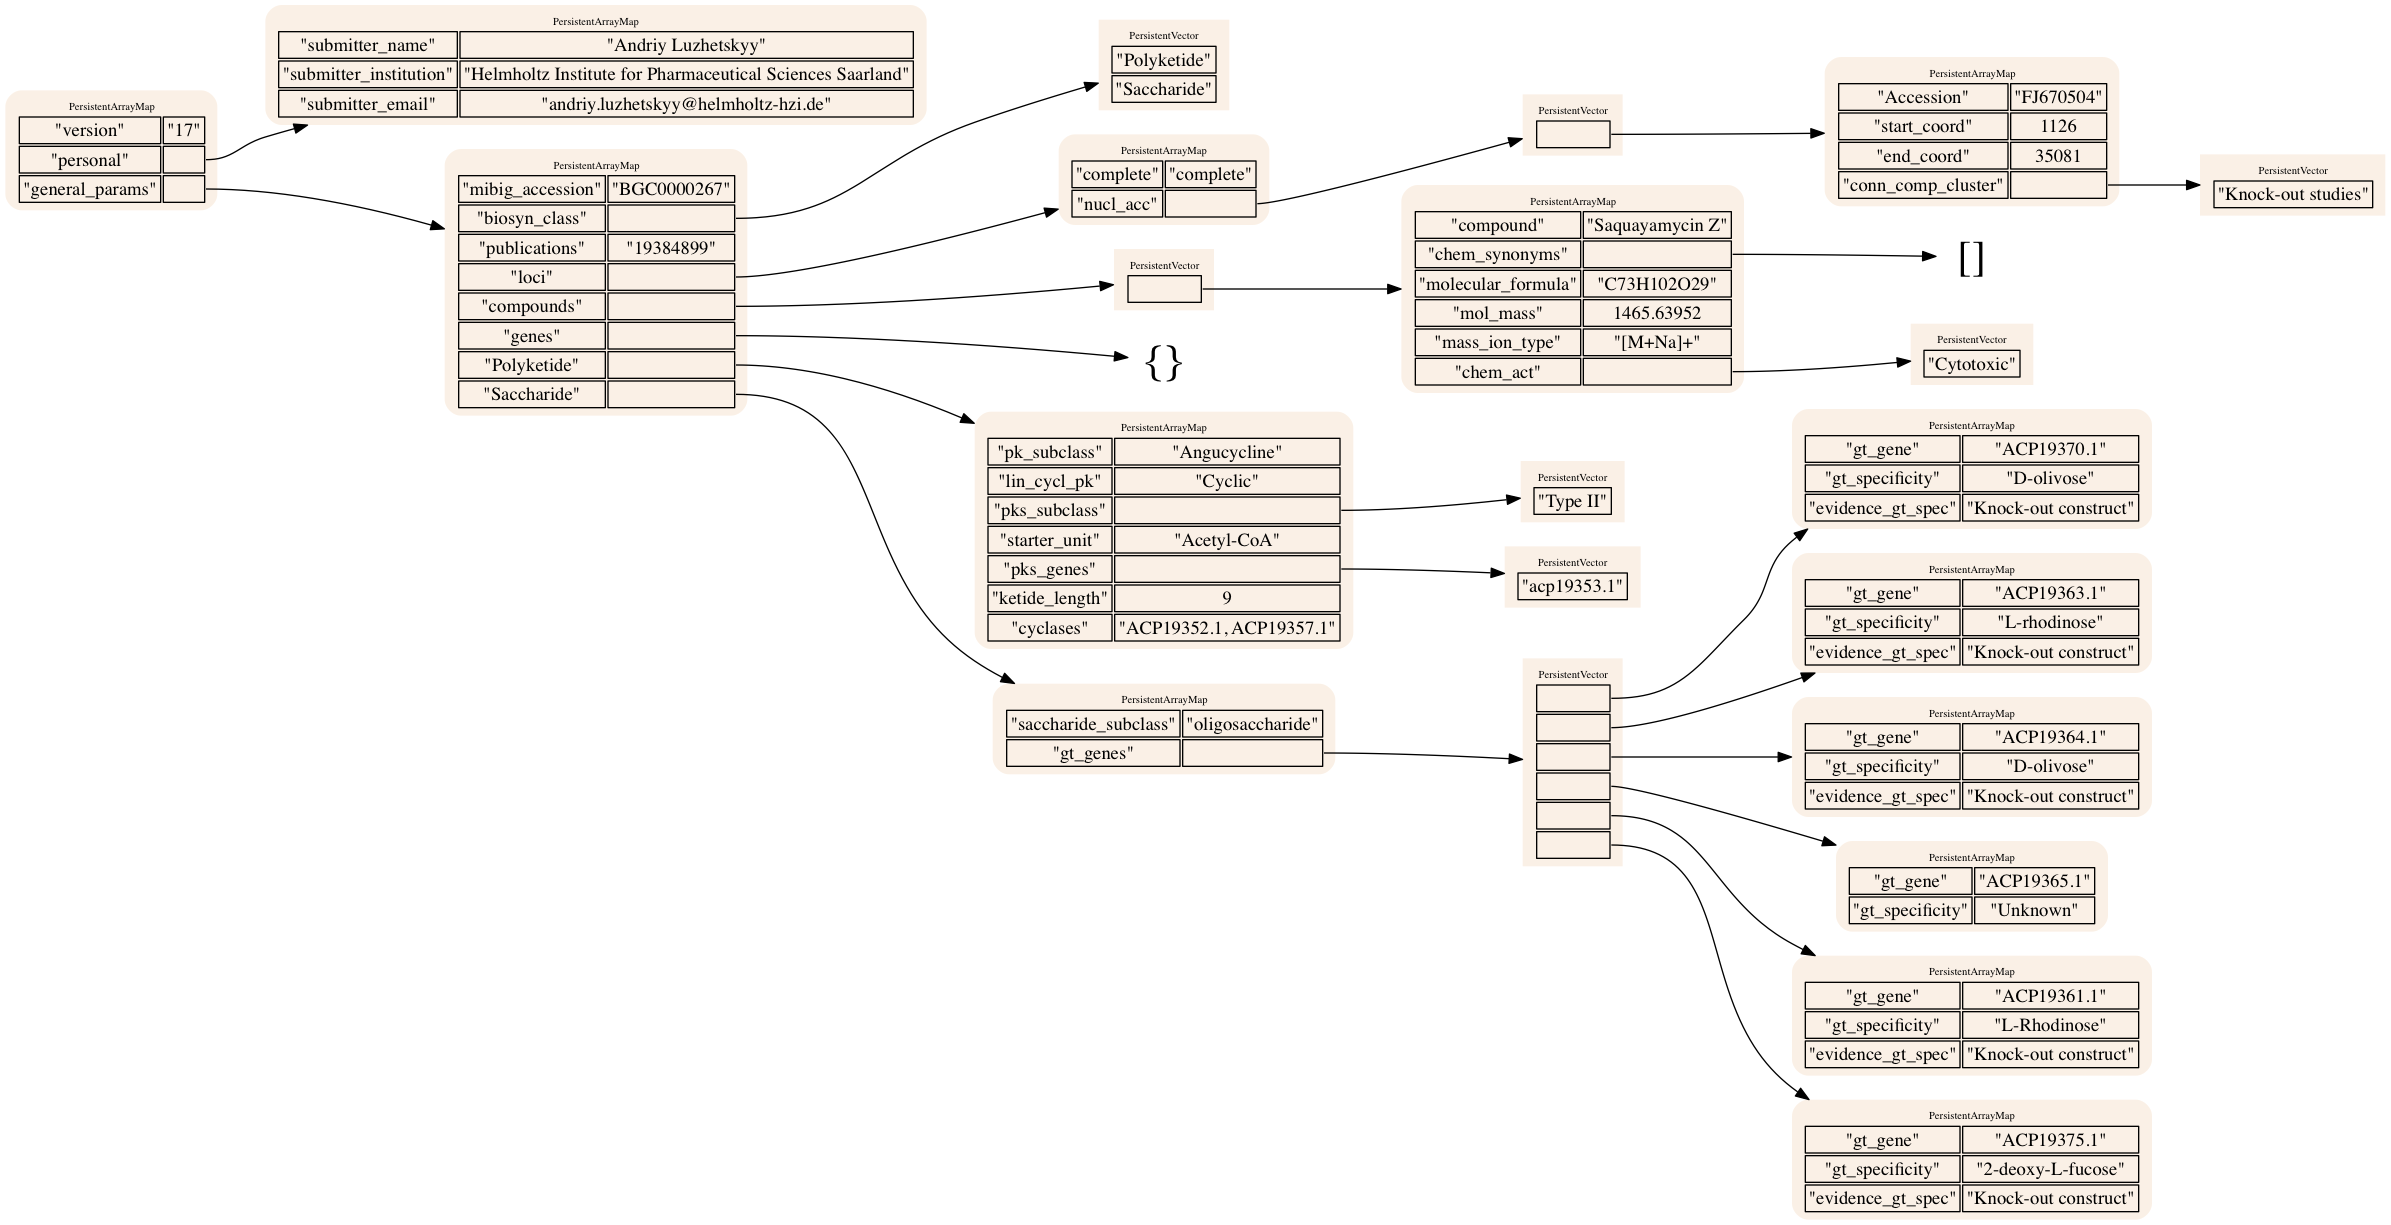 PersistentArrayMap
"version" "17"
"personal"
"general_params"
PersistentArrayMap
"submitter_name" "Andriy Luzhetskyy"
"submitter_institution" "Helmholtz Institute for Pharmaceutical Sciences Saarland"
"submitter_email" "andriy.luzhetskyy@helmholtz-hzi.de"
PersistentArrayMap
"mibig_accession" "BGC0000267"
"biosyn_class"
"publications" "19384899"
"loci"
"compounds"
"genes"
"Polyketide"
"Saccharide"
PersistentVector
"Polyketide"
"Saccharide"
PersistentArrayMap
"complete" "complete"
"nucl_acc"
PersistentVector
PersistentArrayMap
"Accession" "FJ670504"
"start_coord" 1126
"end_coord" 35081
"conn_comp_cluster"
PersistentVector
"Knock-out studies"
PersistentVector
PersistentArrayMap
"compound" "Saquayamycin Z"
"chem_synonyms"
"molecular_formula" "C73H102O29"
"mol_mass" 1465.63952
"mass_ion_type" "[M+Na]+"
"chem_act"
[]
PersistentVector
"Cytotoxic"
{}
PersistentArrayMap
"pk_subclass" "Angucycline"
"lin_cycl_pk" "Cyclic"
"pks_subclass"
"starter_unit" "Acetyl-CoA"
"pks_genes"
"ketide_length" 9
"cyclases" "ACP19352.1, ACP19357.1"
PersistentVector
"Type II"
PersistentVector
"acp19353.1"
PersistentArrayMap
"saccharide_subclass" "oligosaccharide"
"gt_genes"
PersistentVector
PersistentArrayMap
"gt_gene" "ACP19370.1"
"gt_specificity" "D-olivose"
"evidence_gt_spec" "Knock-out construct"
PersistentArrayMap
"gt_gene" "ACP19363.1"
"gt_specificity" "L-rhodinose"
"evidence_gt_spec" "Knock-out construct"
PersistentArrayMap
"gt_gene" "ACP19364.1"
"gt_specificity" "D-olivose"
"evidence_gt_spec" "Knock-out construct"
PersistentArrayMap
"gt_gene" "ACP19365.1"
"gt_specificity" "Unknown"
PersistentArrayMap
"gt_gene" "ACP19361.1"
"gt_specificity" "L-Rhodinose"
"evidence_gt_spec" "Knock-out construct"
PersistentArrayMap
"gt_gene" "ACP19375.1"
"gt_specificity" "2-deoxy-L-fucose"
"evidence_gt_spec" "Knock-out construct"